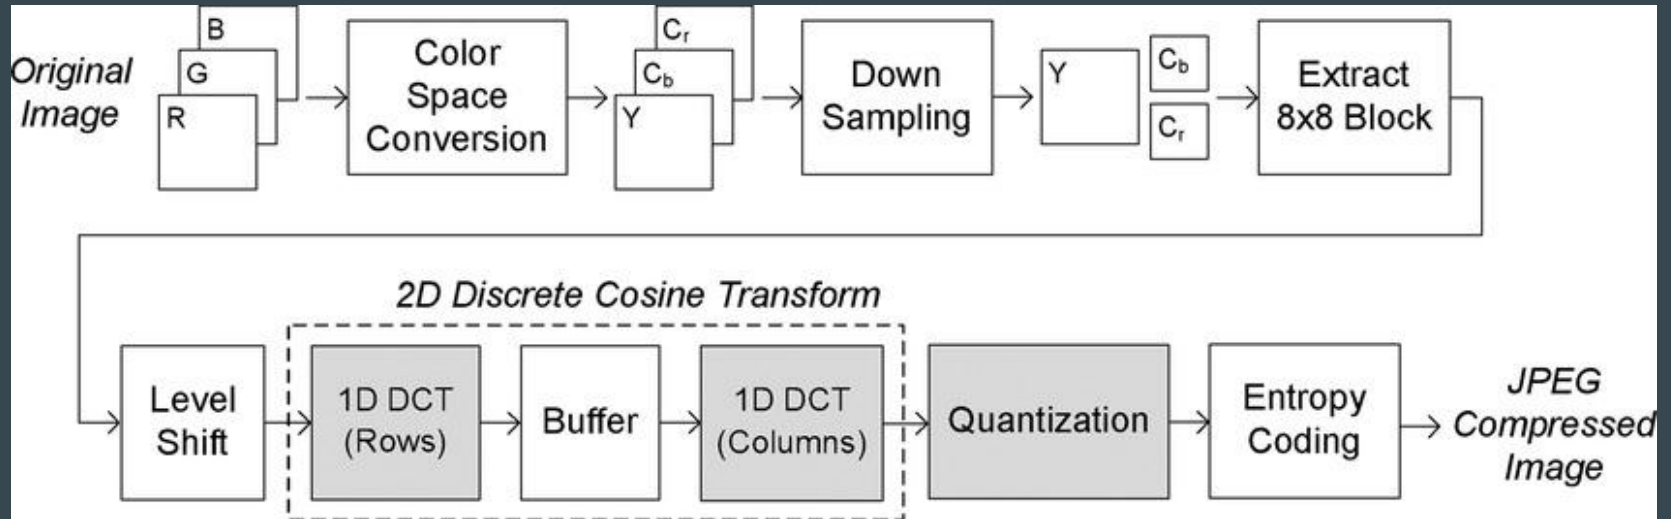 Original
Image
B
G
R
Color
Space
Conversion
Cr
Cb
Y
Down
Sampling
Y
Cb
Cr
Extract
8x8 Block
2D Discrete Cosine Transform
Level
Shift
1D DCT
(Rows)
Buffer
1D DCT
(Columns)
Quantization
Entropy
Coding
JPEG
Compressed
Image